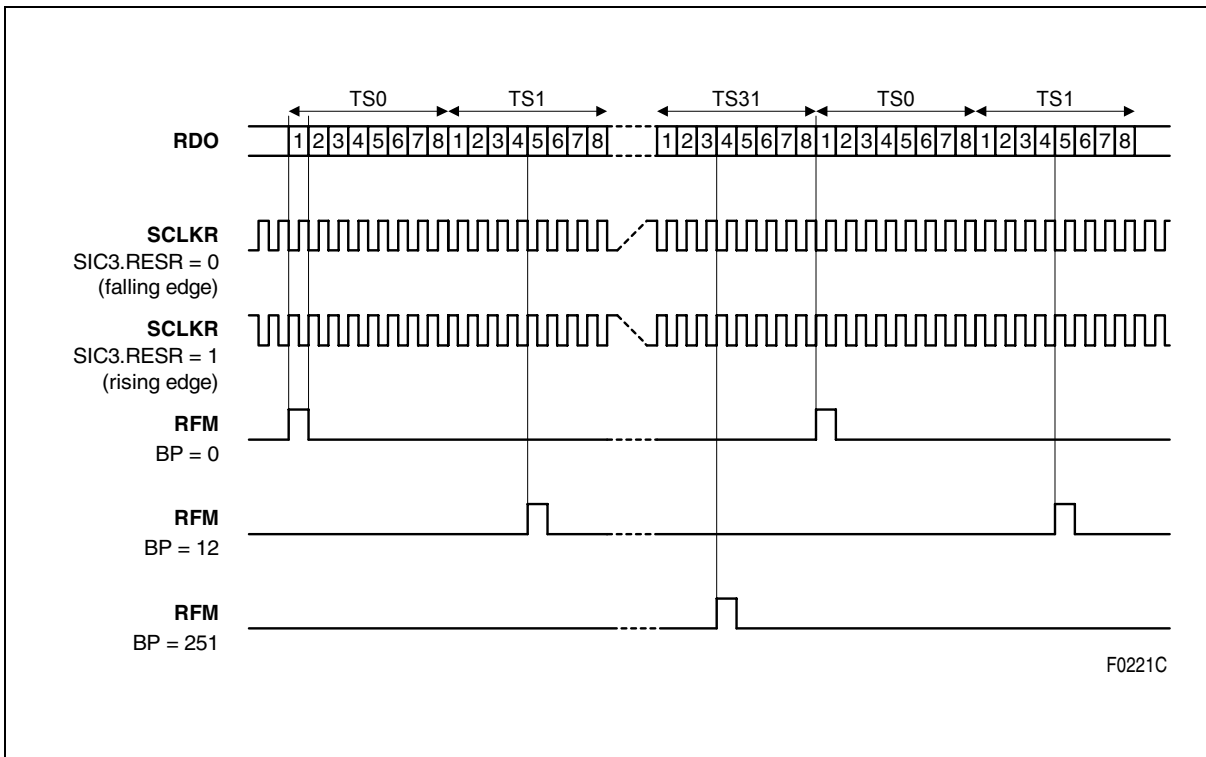 TS0 TS1 TS31 TS0 TS1
RDO 1 2 3 4 5 6 7 8 1 2 3 4 5 6 7 8 1 2 3 4 5 6 7 8 1 2 3 4 5 6 7 8 1 2 3 4 5 6 7 8
SCLKR
SIC3.RESR = 0
(falling edge)
SCLKR
SIC3.RESR = 1
(rising edge)
RFM
BP = 0
RFM
BP = 12
RFM
BP = 251
F0221C